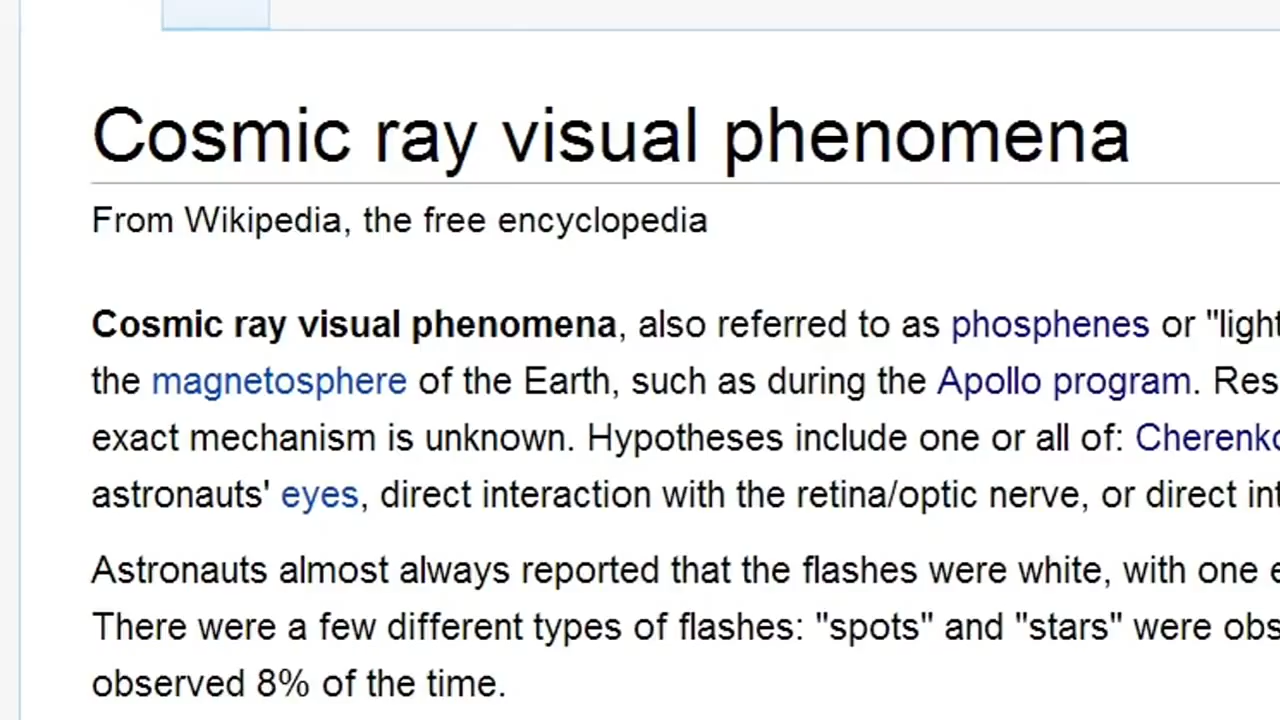 Cosmic ray visual phenomena
From Wikipedia, the free encyclopedia
Cosmic ray visual phenomena, also referred to as phosphenes or "light
the magnetosphere of the Earth, such as during the Apollo program. Res
exact mechanism is unknown. Hypotheses include one or all of: Cherenko
astronauts' eyes, direct interaction with the retina/optic nerve, or direct int
Astronauts almost always reported that the flashes were white, with one e
There were a few different types of flashes: "spots" and "stars" were obs
observed 8% of the time.